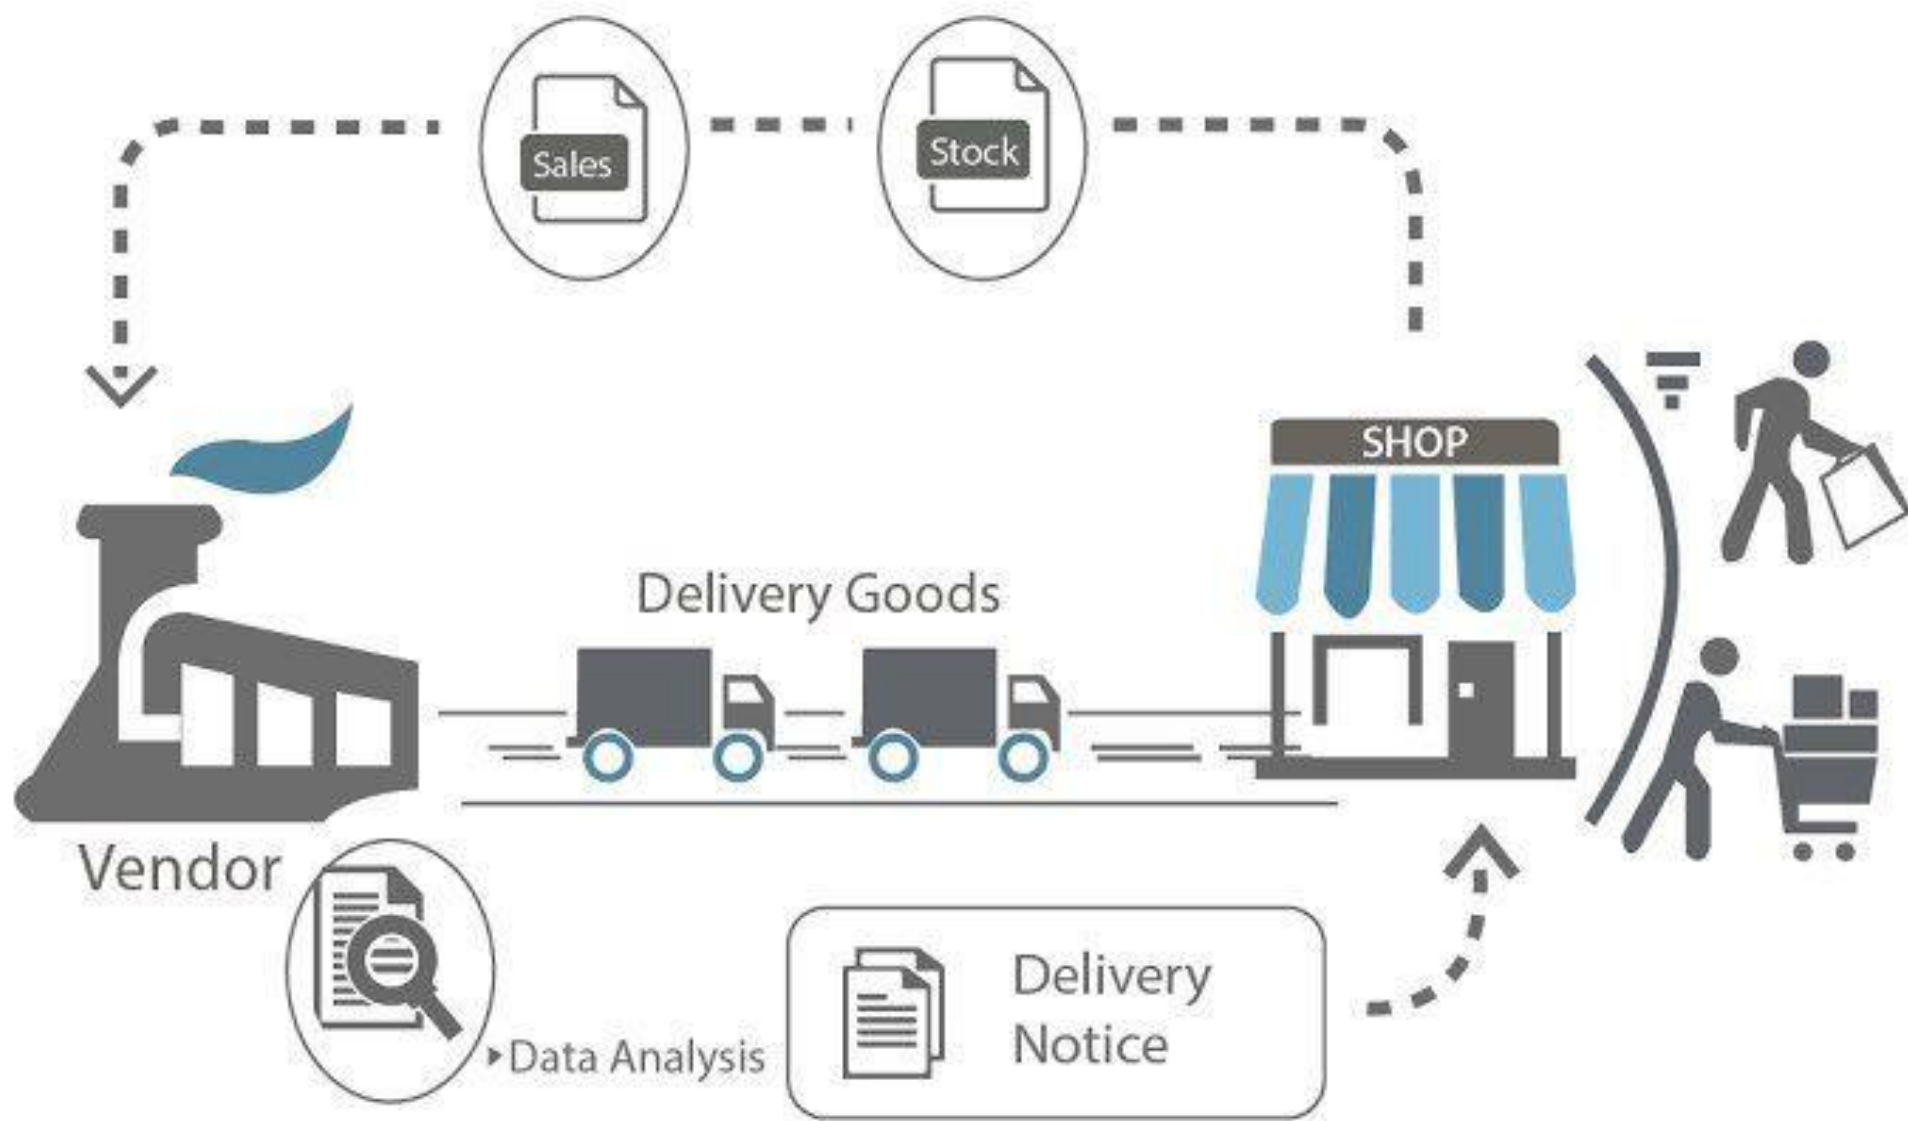 Sales
Stock
SHOP
Delivery Goods
Vendor
Data Analysis
Delivery
Notice